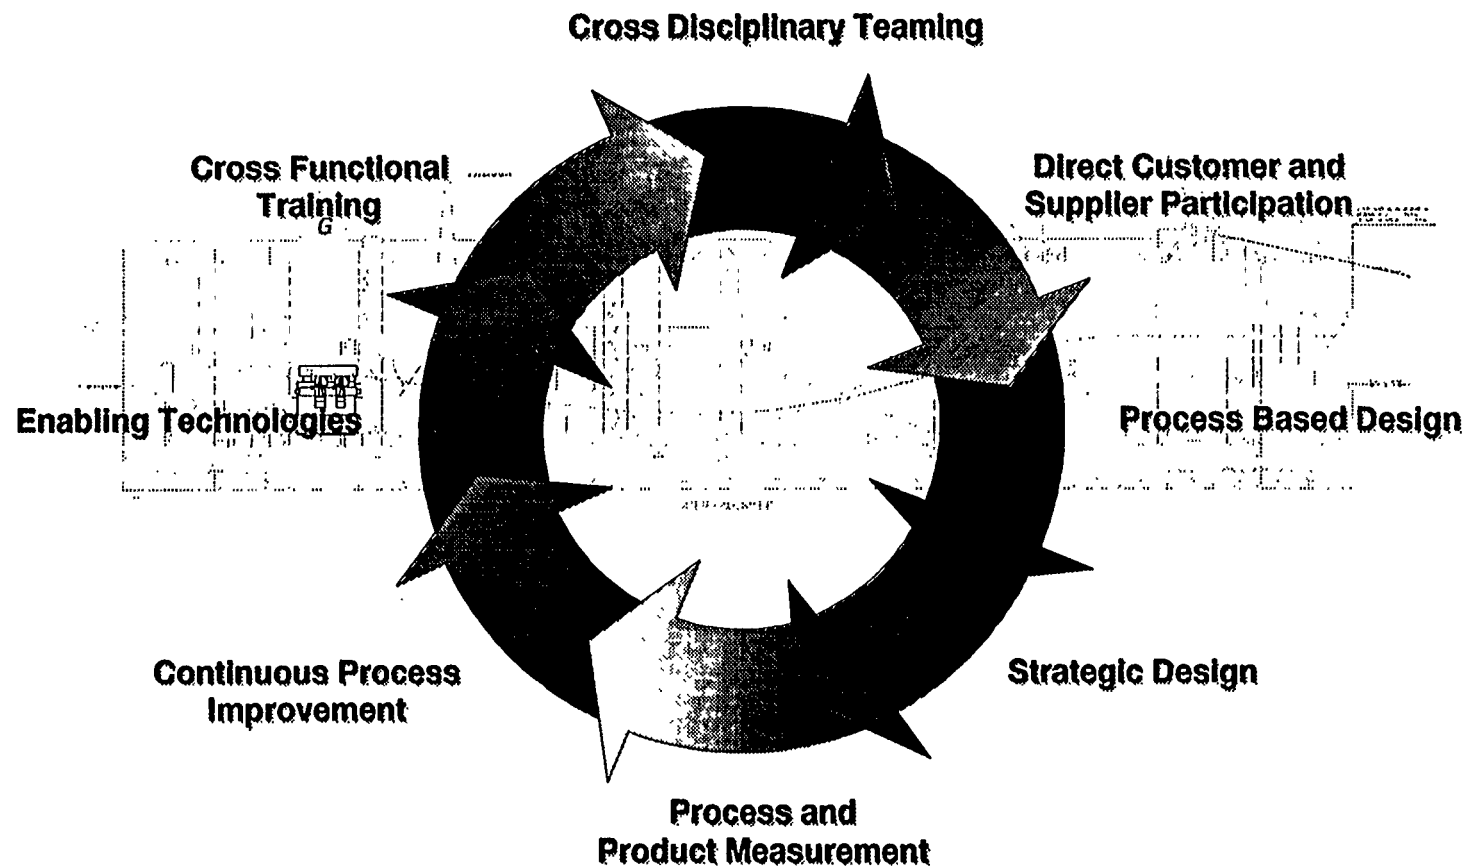 Cross Disciplinary Teaming
Cross Functional
Training
G
Direct Customer and
Supplier Participation
Enabling Technologies
Process Based Design
Continuous Process
Improvement
Strategic Design
Process and
Product Measurement